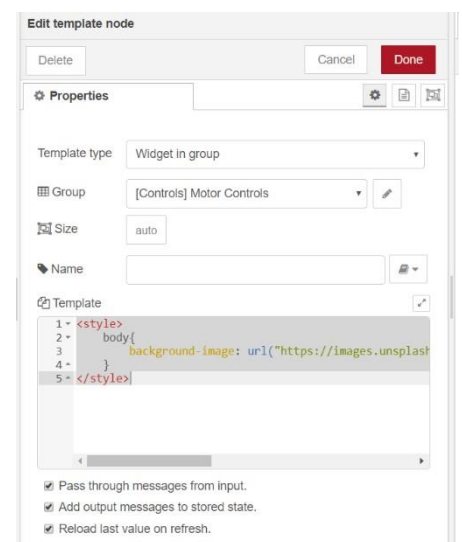 Edit template node
Delete Cancel Done
Properties
Template type Widget in group
Group [Controls] Motor Controls
Size auto
Name
Template
1 <style>
2 body{
3 background-image: url("https://images.unsplash
4 }
5 </style>
Pass through messages from input.
Add output messages to stored state.
Reload last value on refresh.